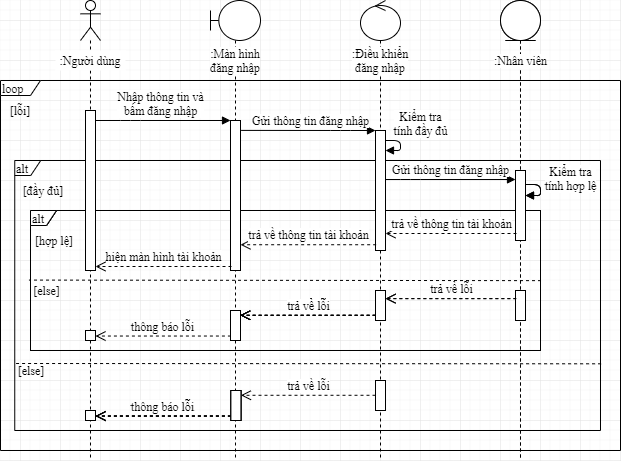 :Người dùng
:Màn hình
đăng nhập
:Điều khiển
đăng nhập
:Nhân viên
loop
[lỗi]
Nhập thông tin và
bấm đăng nhập
Gửi thông tin đăng nhập
Kiểm tra
tính đầy đủ
alt
[đầy đủ]
Gửi thông tin đăng nhập
Kiểm tra
tính hợp lệ
alt
[hợp lệ]
trả về thông tin tài khoản
trả về thông tin tài khoản
hiện màn hình tài khoản
[else]
trả về lỗi
trả về lỗi
thông báo lỗi
[else]
trả về lỗi
thông báo lỗi